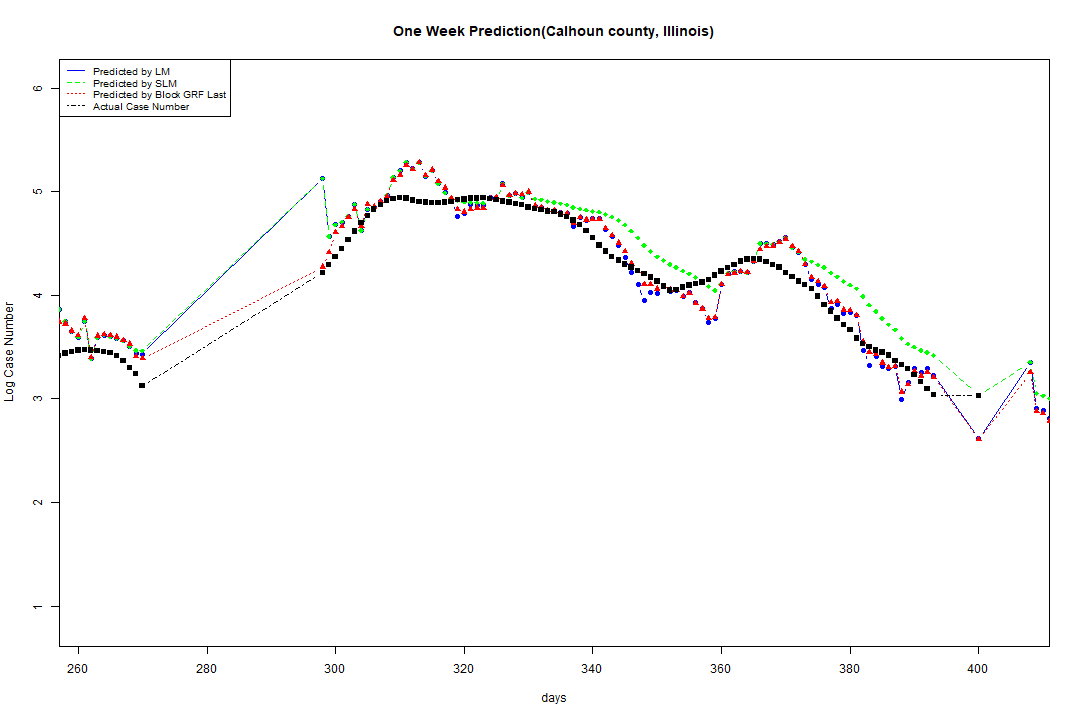 One Week Prediction(Calhoun county, Illinois)
Predicted by LM
Predicted by SLM
Predicted by Block GRF Last
Actual Case Number
6
5
4
3
2
1
Log Case Number
260 280 300 320 340 360 380 400
days